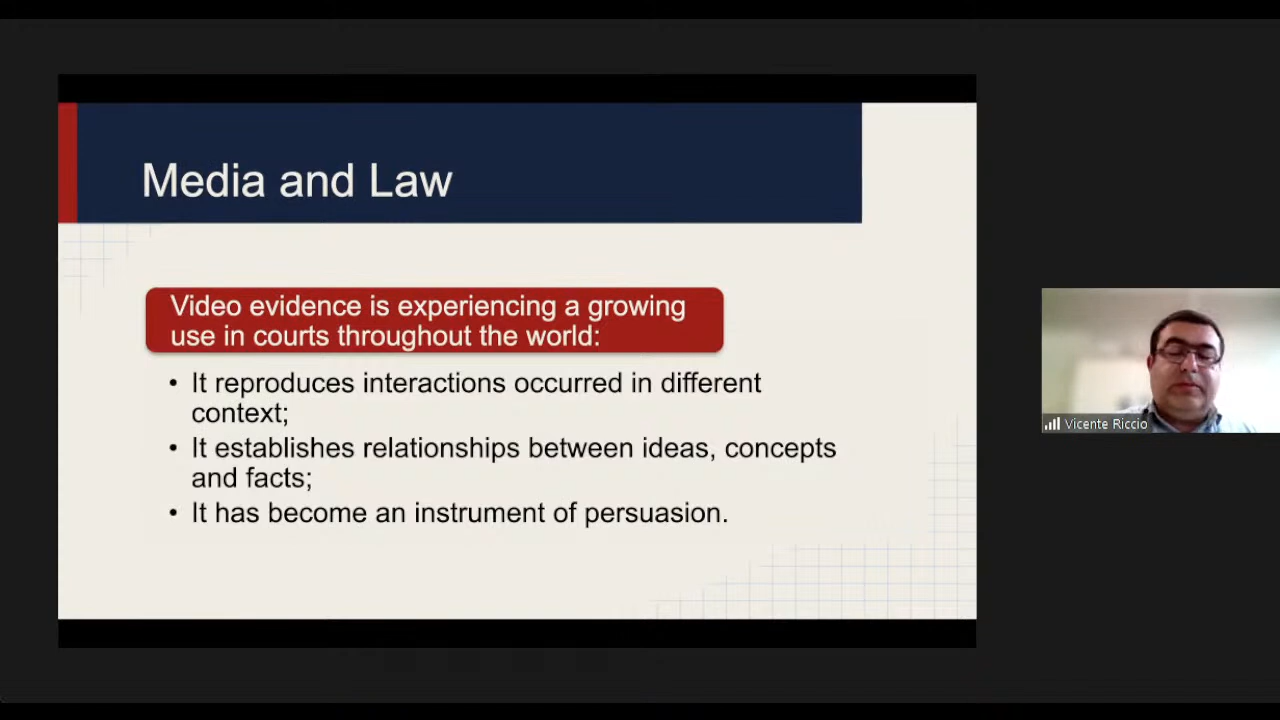 Media and Law
Video evidence is experiencing a growing
use in courts throughout the world:
• It reproduces interactions occurred in different
context;
• It establishes relationships between ideas, concepts
and facts;
• It has become an instrument of persuasion.
Vicente Riccio